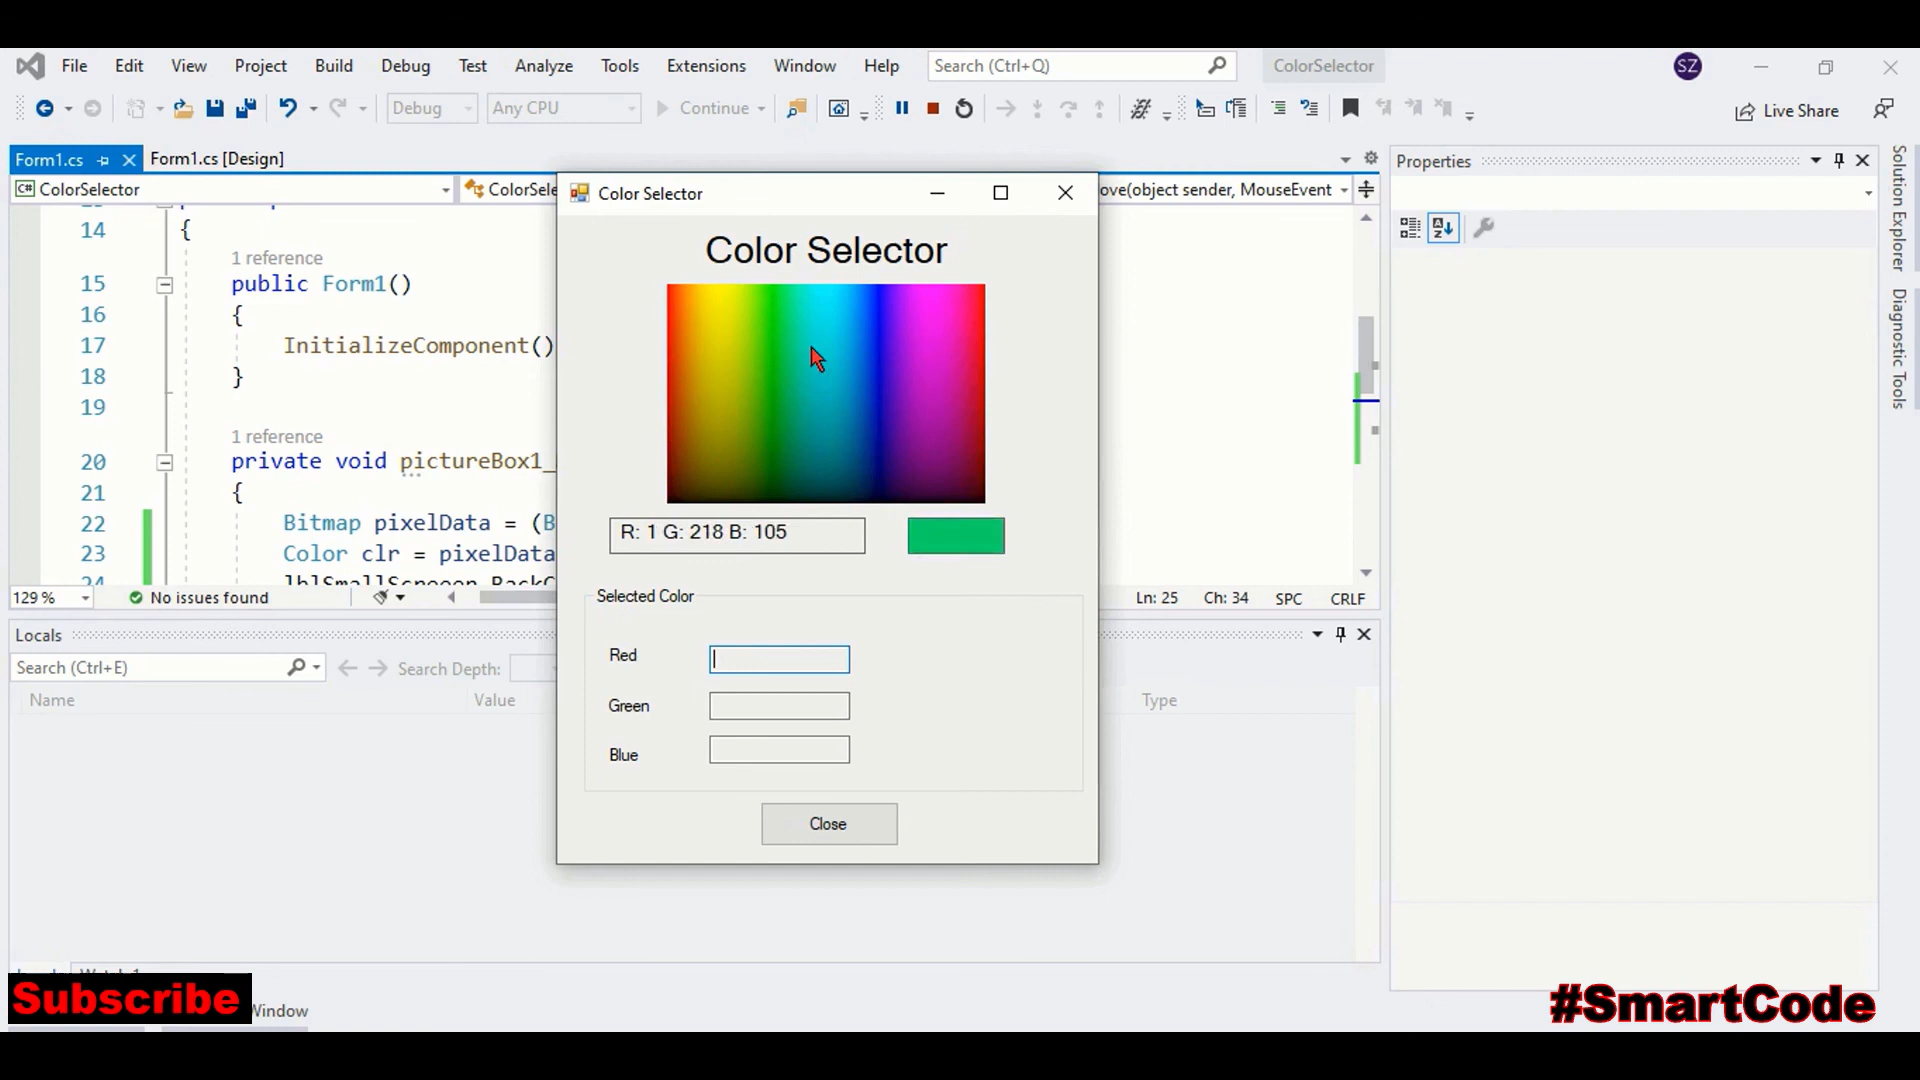 File Edit View Project Build Debug Test Analyze Tools Extensions Window Help Search (Ctrl+Q) ColorSelector SZ
Debug Any CPU Continue Live Share
Form1.cs Form1.cs [Design] Properties
C# ColorSelector ColorSele ove(object sender, MouseEvent
Color Selector
Color Selector
14 {
1 reference
15 public Form1()
16 {
17 InitializeComponent()
18 }
19
1 reference
20 private void pictureBox1_
21 {
22 Bitmap pixelData = (B
23 Color clr = pixelData
24 lblSmallScreeen BackC
R: 1 G: 218 B: 105
129 % No issues found Ln: 25 Ch: 34 SPC CRLF
Selected Color
Red
Green
Blue
Close
Locals
Search (Ctrl+E) Search Depth:
Name Value Type
Solution Explorer
Diagnostic Tools
Subscribe
Window
#SmartCode